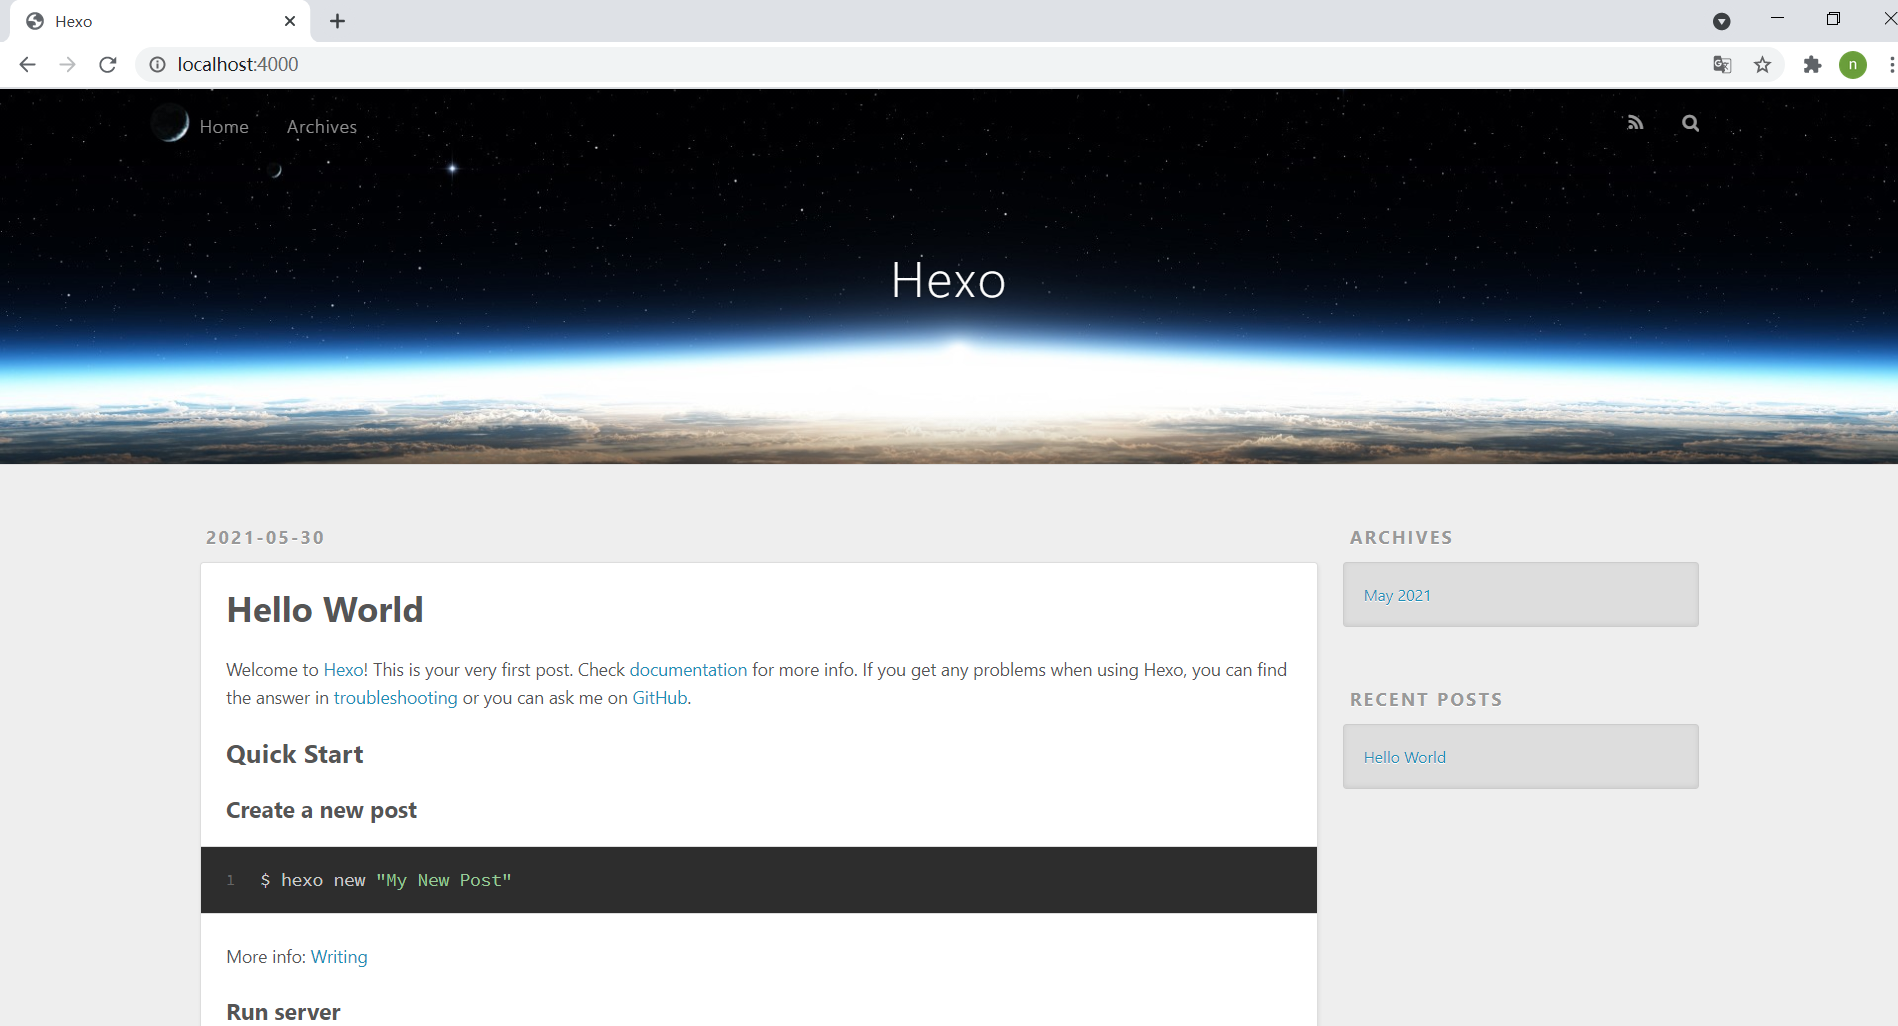 Hexo
localhost:4000
n
Home Archives
Hexo
2021-05-30
Hello World
Welcome to Hexo! This is your very first post. Check documentation for more info. If you get any problems when using Hexo, you can find
the answer in troubleshooting or you can ask me on GitHub.
Quick Start
Create a new post
1 $ hexo new "My New Post"
More info: Writing
Run server
ARCHIVES
May 2021
RECENT POSTS
Hello World